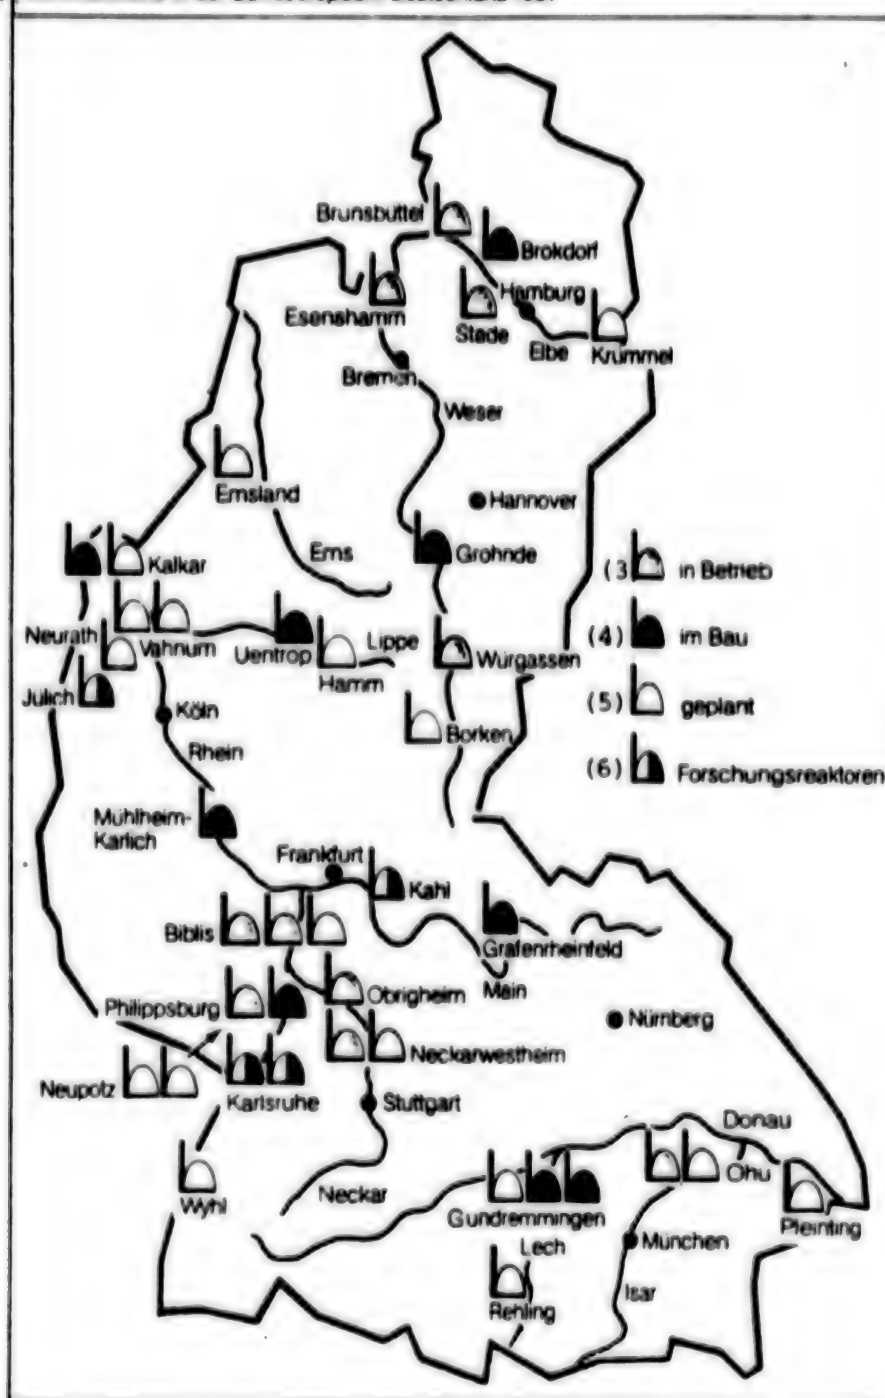 Brunsbüttel
Brokdorf
Hamburg
Esenshamm
Stade
Elbe
Krümmel
Bremen
Weser
Emsland
Hannover
Ems
Grohnde
Kalkar
(3 in Betrieb
Neurath
Vahnum
Uentrop
Lippe
Hamm
Würgassen
(4) im Bau
Jülich
Köln
Borken
(5) geplant
Rhein
(6) Forschungsreaktoren
Mühlheim-
Kärlich
Frankfurt
Kahl
Biblis
Grafenrheinfeld
Obrigheim
Main
Philippsburg
Nürnberg
Neckarwestheim
Neupotz
Karlsruhe
Stuttgart
Donau
Ohu
Wyhl
Neckar
Gundremmingen
Pleinting
Lech
München
Rehling
Isar